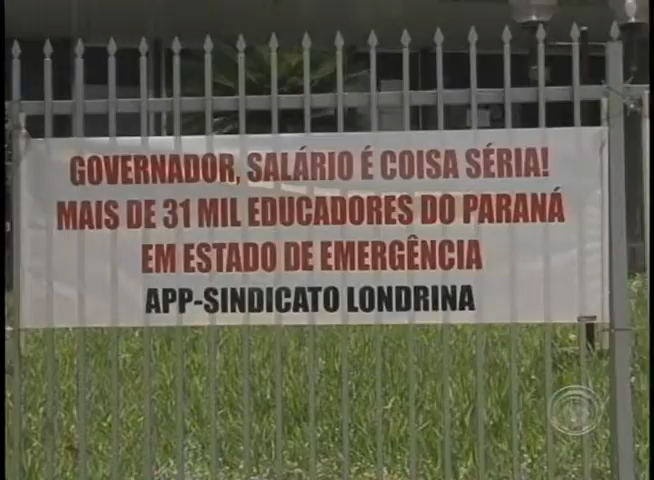 GOVERNADOR, SALÁRIO É COISA SÉRIA!
MAIS DE 31 MIL EDUCADORES DO PARANÁ
EM ESTADO DE EMERGÊNCIA
APP-SINDICATO LONDRINA